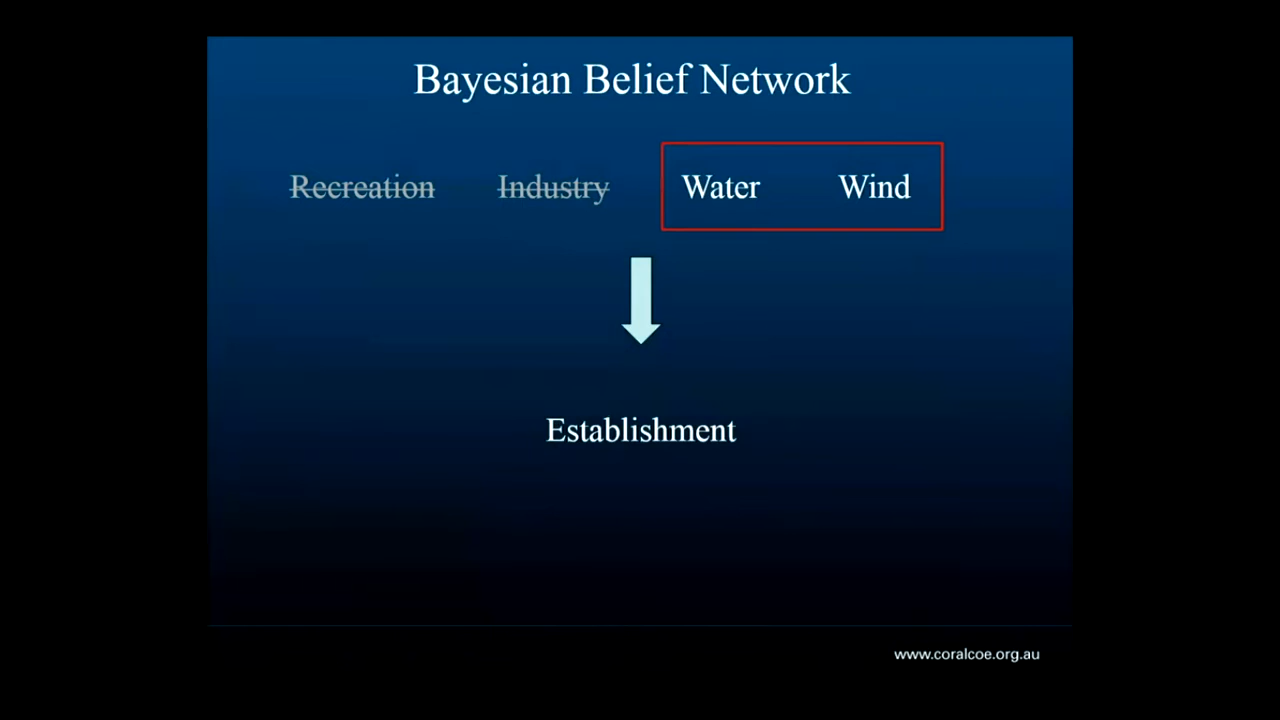 Bayesian Belief Network
Recreation Industry Water Wind
Establishment
www.coralcoe.org.au